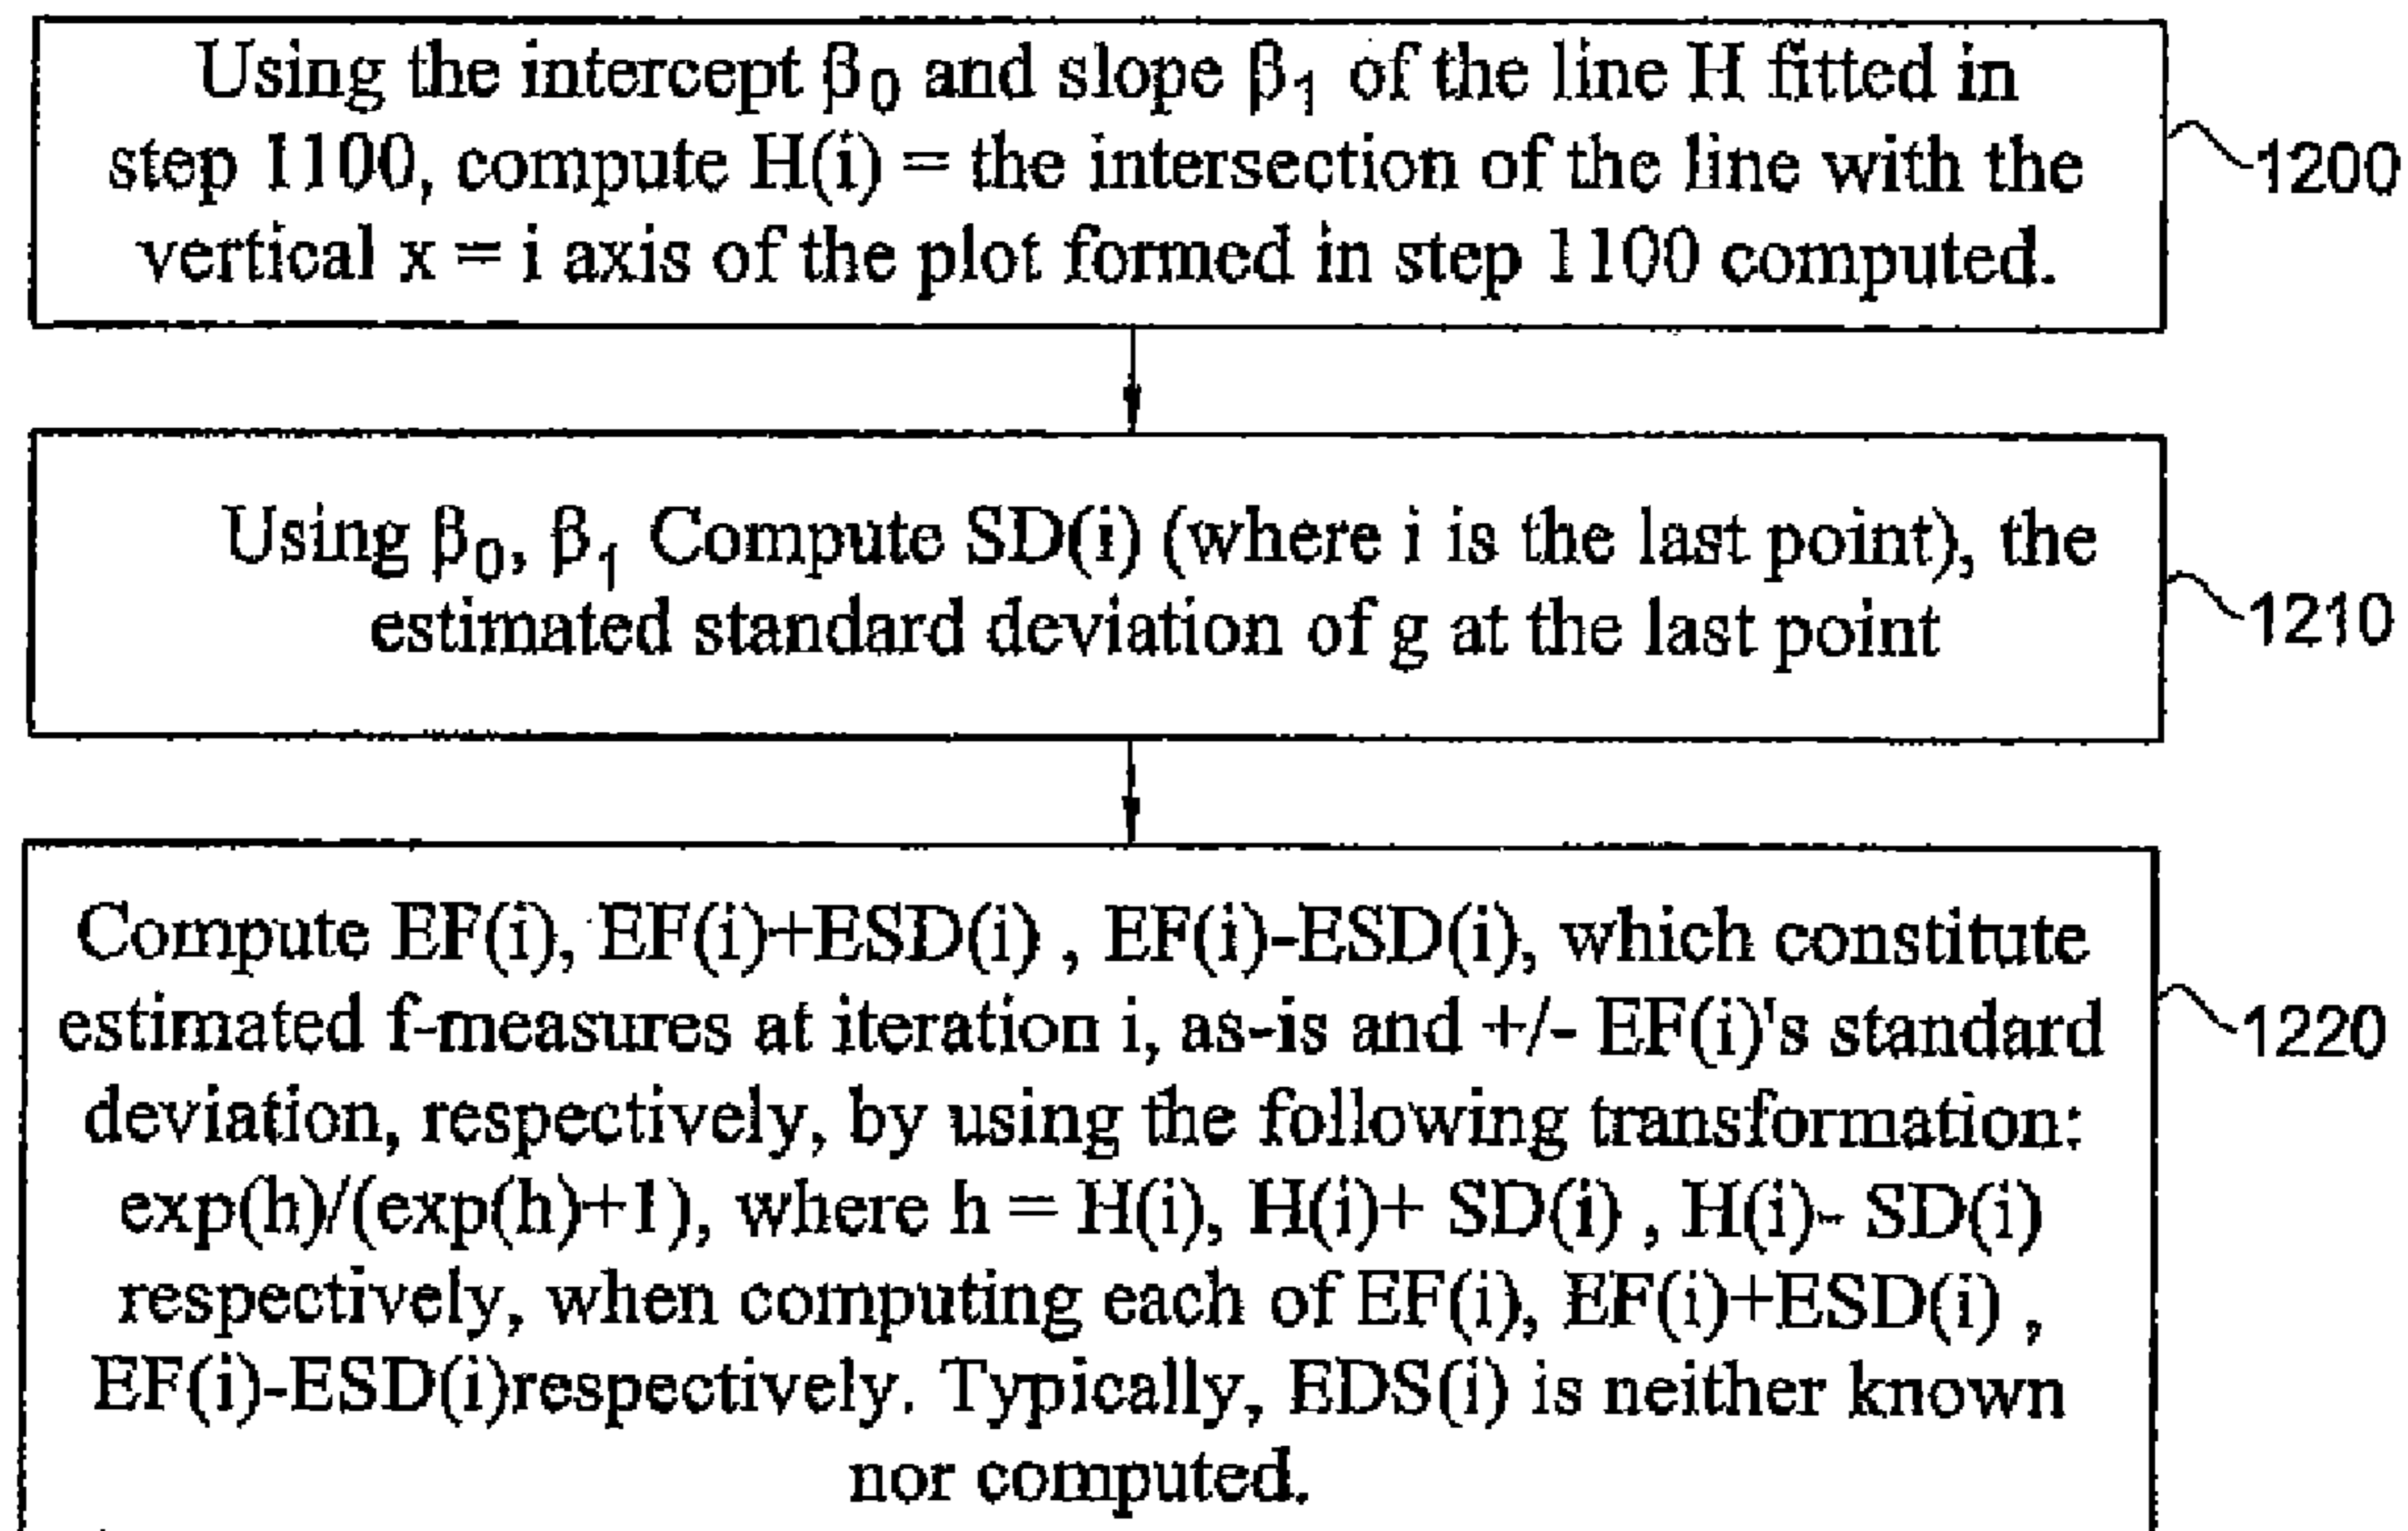 Using the intercept β0 and slope β1 of the line H fitted in
step 1100, compute H(i) = the intersection of the line with the
vertical x = i axis of the plot formed in step 1100 computed.
1200
Using β0, β1 Compute SD(i) (where i is the last point), the
estimated standard deviation of g at the last point
1210
Compute EF(i), EF(i)+ESD(i) , EF(i)-ESD(i), which constitute
estimated f-measures at iteration i, as-is and +/- EF(i)'s standard
deviation, respectively, by using the following transformation:
exp(h)/(exp(h)+1), where h = H(i), H(i)+ SD(i) , H(i)- SD(i)
respectively, when computing each of EF(i), EF(i)+ESD(i) ,
EF(i)-ESD(i)respectively. Typically, EDS(i) is neither known
nor computed.
1220